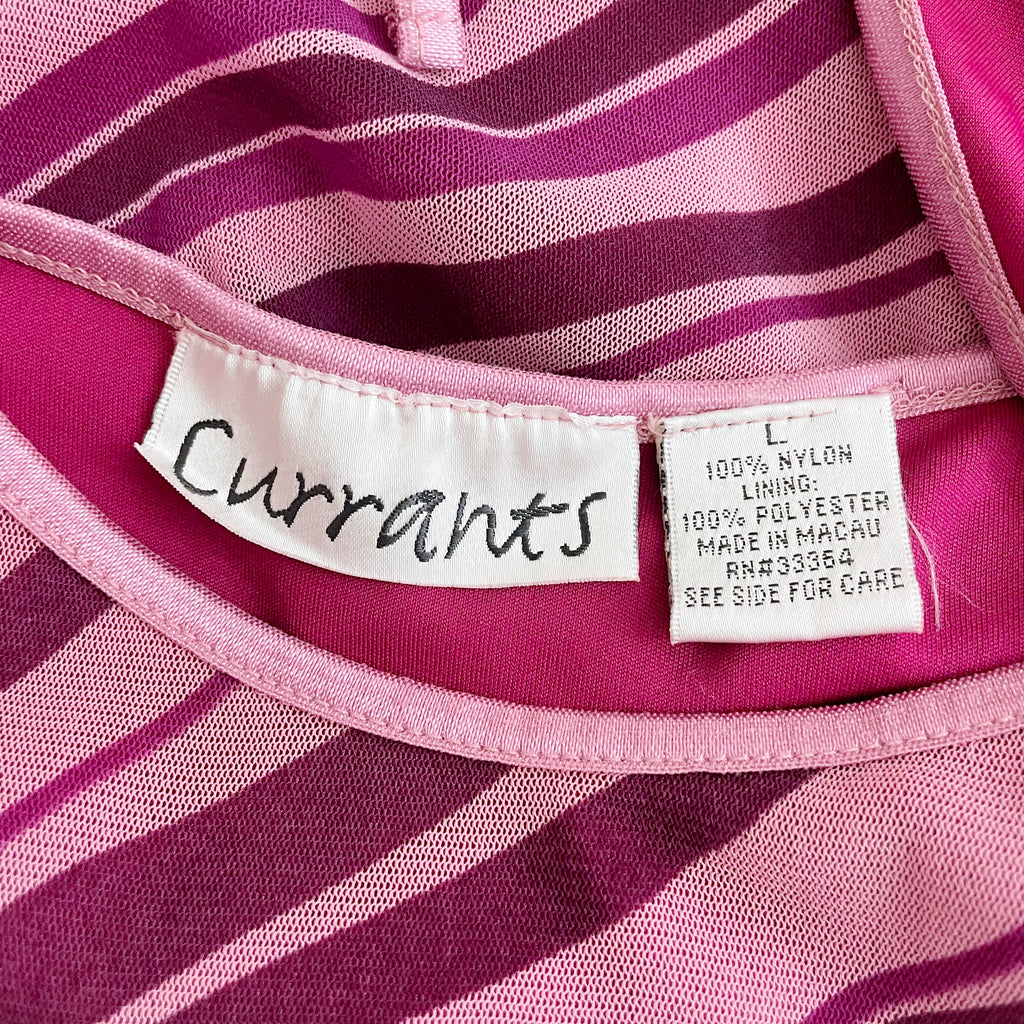 Currants
L
100% NYLON
LINING:
100% POLYESTER
MADE IN MACAU
RN#33364
SEE SIDE FOR CARE